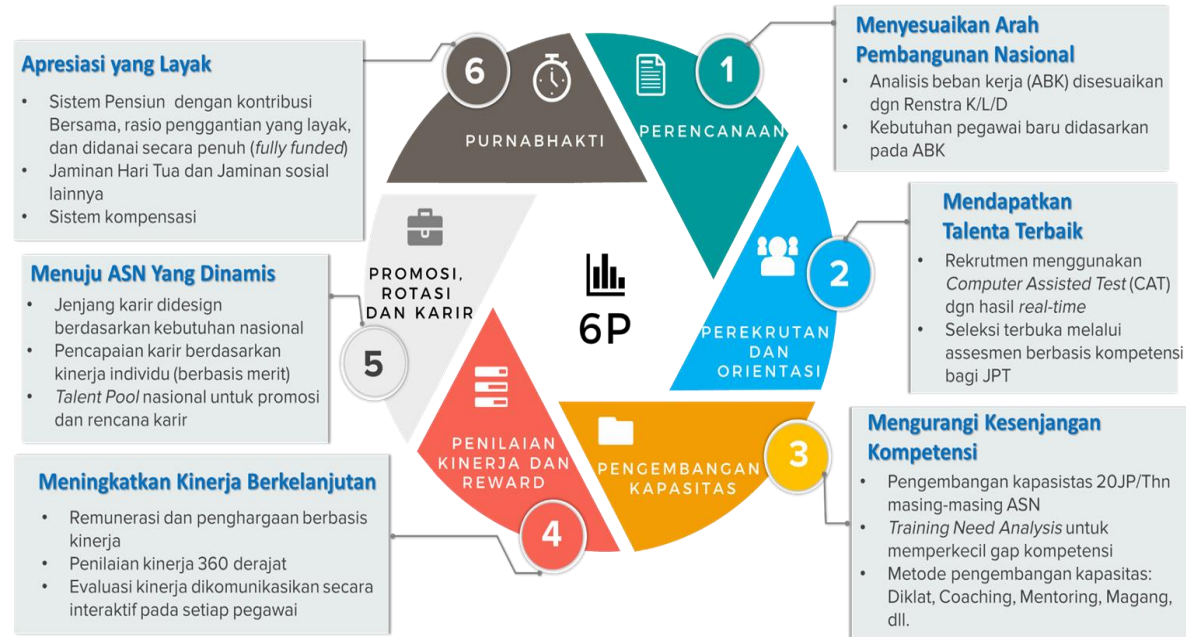 Menyesuaikan Arah
Pembangunan Nasional
• Analisis beban kerja (ABK) disesuaikan
dgn Renstra K/L/D
• Kebutuhan pegawai baru didasarkan
pada ABK
1
PERENCANAAN
Mendapatkan
Talenta Terbaik
• Rekrutmen menggunakan
Computer Assisted Test (CAT)
dgn hasil real-time
• Seleksi terbuka melalui
assesmen berbasis kompetensi
bagi JPT
2
PEREKRUTAN
DAN
ORIENTASI
Mengurangi Kesenjangan
Kompetensi
• Pengembangan kapasistas 20JP/Thn
masing-masing ASN
• Training Need Analysis untuk
memperkecil gap kompetensi
• Metode pengembangan kapasitas:
Diklat, Coaching, Mentoring, Magang,
dll.
3
PENGEMBANGAN
KAPASITAS
Meningkatkan Kinerja Berkelanjutan
• Remunerasi dan penghargaan berbasis
kinerja
• Penilaian kinerja 360 derajat
• Evaluasi kinerja dikomunikasikan secara
interaktif pada setiap pegawai
4
PENILAIAN
KINERJA DAN
REWARD
Menuju ASN Yang Dinamis
• Jenjang karir didesign
berdasarkan kebutuhan nasional
• Pencapaian karir berdasarkan
kinerja individu (berbasis merit)
• Talent Pool nasional untuk promosi
dan rencana karir
5
PROMOSI,
ROTASI
DAN KARIR
Apresiasi yang Layak
• Sistem Pensiun dengan kontribusi
Bersama, rasio penggantian yang layak,
dan didanai secara penuh (fully funded)
• Jaminan Hari Tua dan Jaminan sosial
lainnya
• Sistem kompensasi
6
PURNABHAKTI
6P